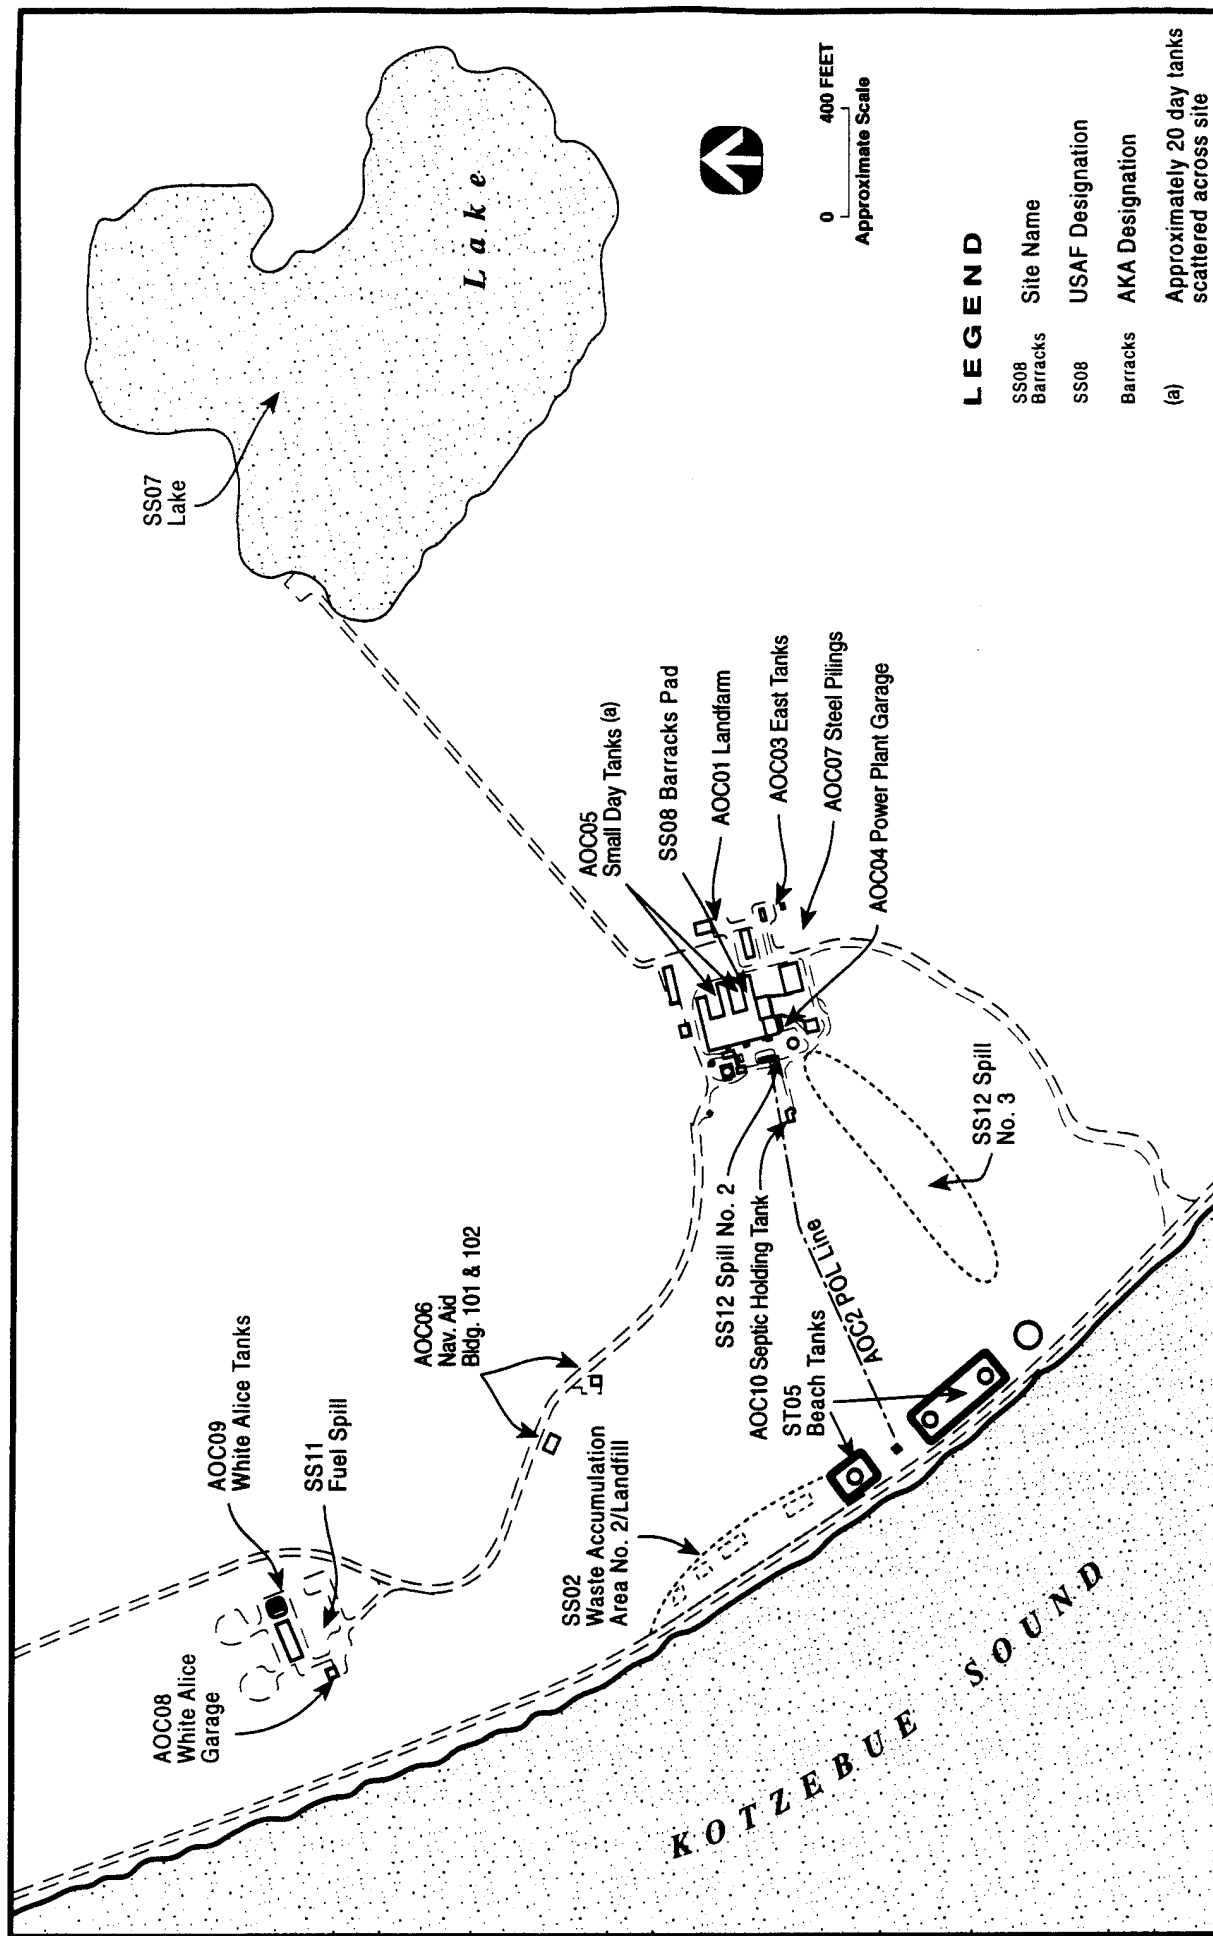 SS07
Lake
Lake
0 400 FEET
Approximate Scale
AOC09
White Alice Tanks
SS11
Fuel Spill
AOC08
White Alice
Garage
AOC06
Nav. Aid
Bldg. 101 & 102
AOC05
Small Day Tanks (a)
SS08 Barracks Pad
AOC01 Landfarm
AOC03 East Tanks
AOC07 Steel Pilings
AOC04 Power Plant Garage
SS12 Spill No. 2
AOC10 Septic Holding Tank
ST05
Beach Tanks
AOC2 POL Line
SS02
Waste Accumulation
Area No. 2/Landfill
SS12 Spill
No. 3
KOTZEBUE SOUND
LEGEND
SS08
Barracks Site Name
SS08 USAF Designation
Barracks AKA Designation
(a) Approximately 20 day tanks
scattered across site